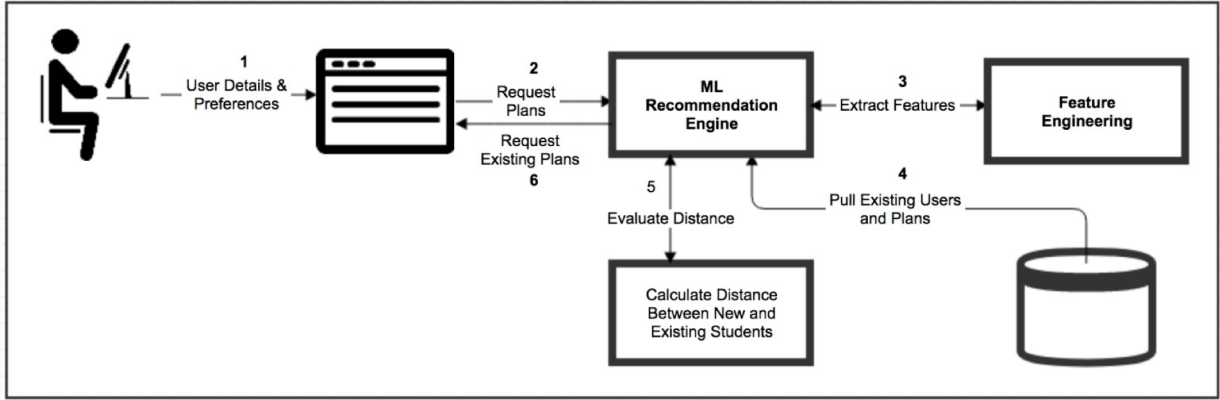 1
User Details &
Preferences
2
Request
Plans
Request
Existing Plans
6
ML
Recommendation
Engine
3
Extract Features
Feature
Engineering
4
Pull Existing Users
and Plans
5
Evaluate Distance
Calculate Distance
Between New and
Existing Students